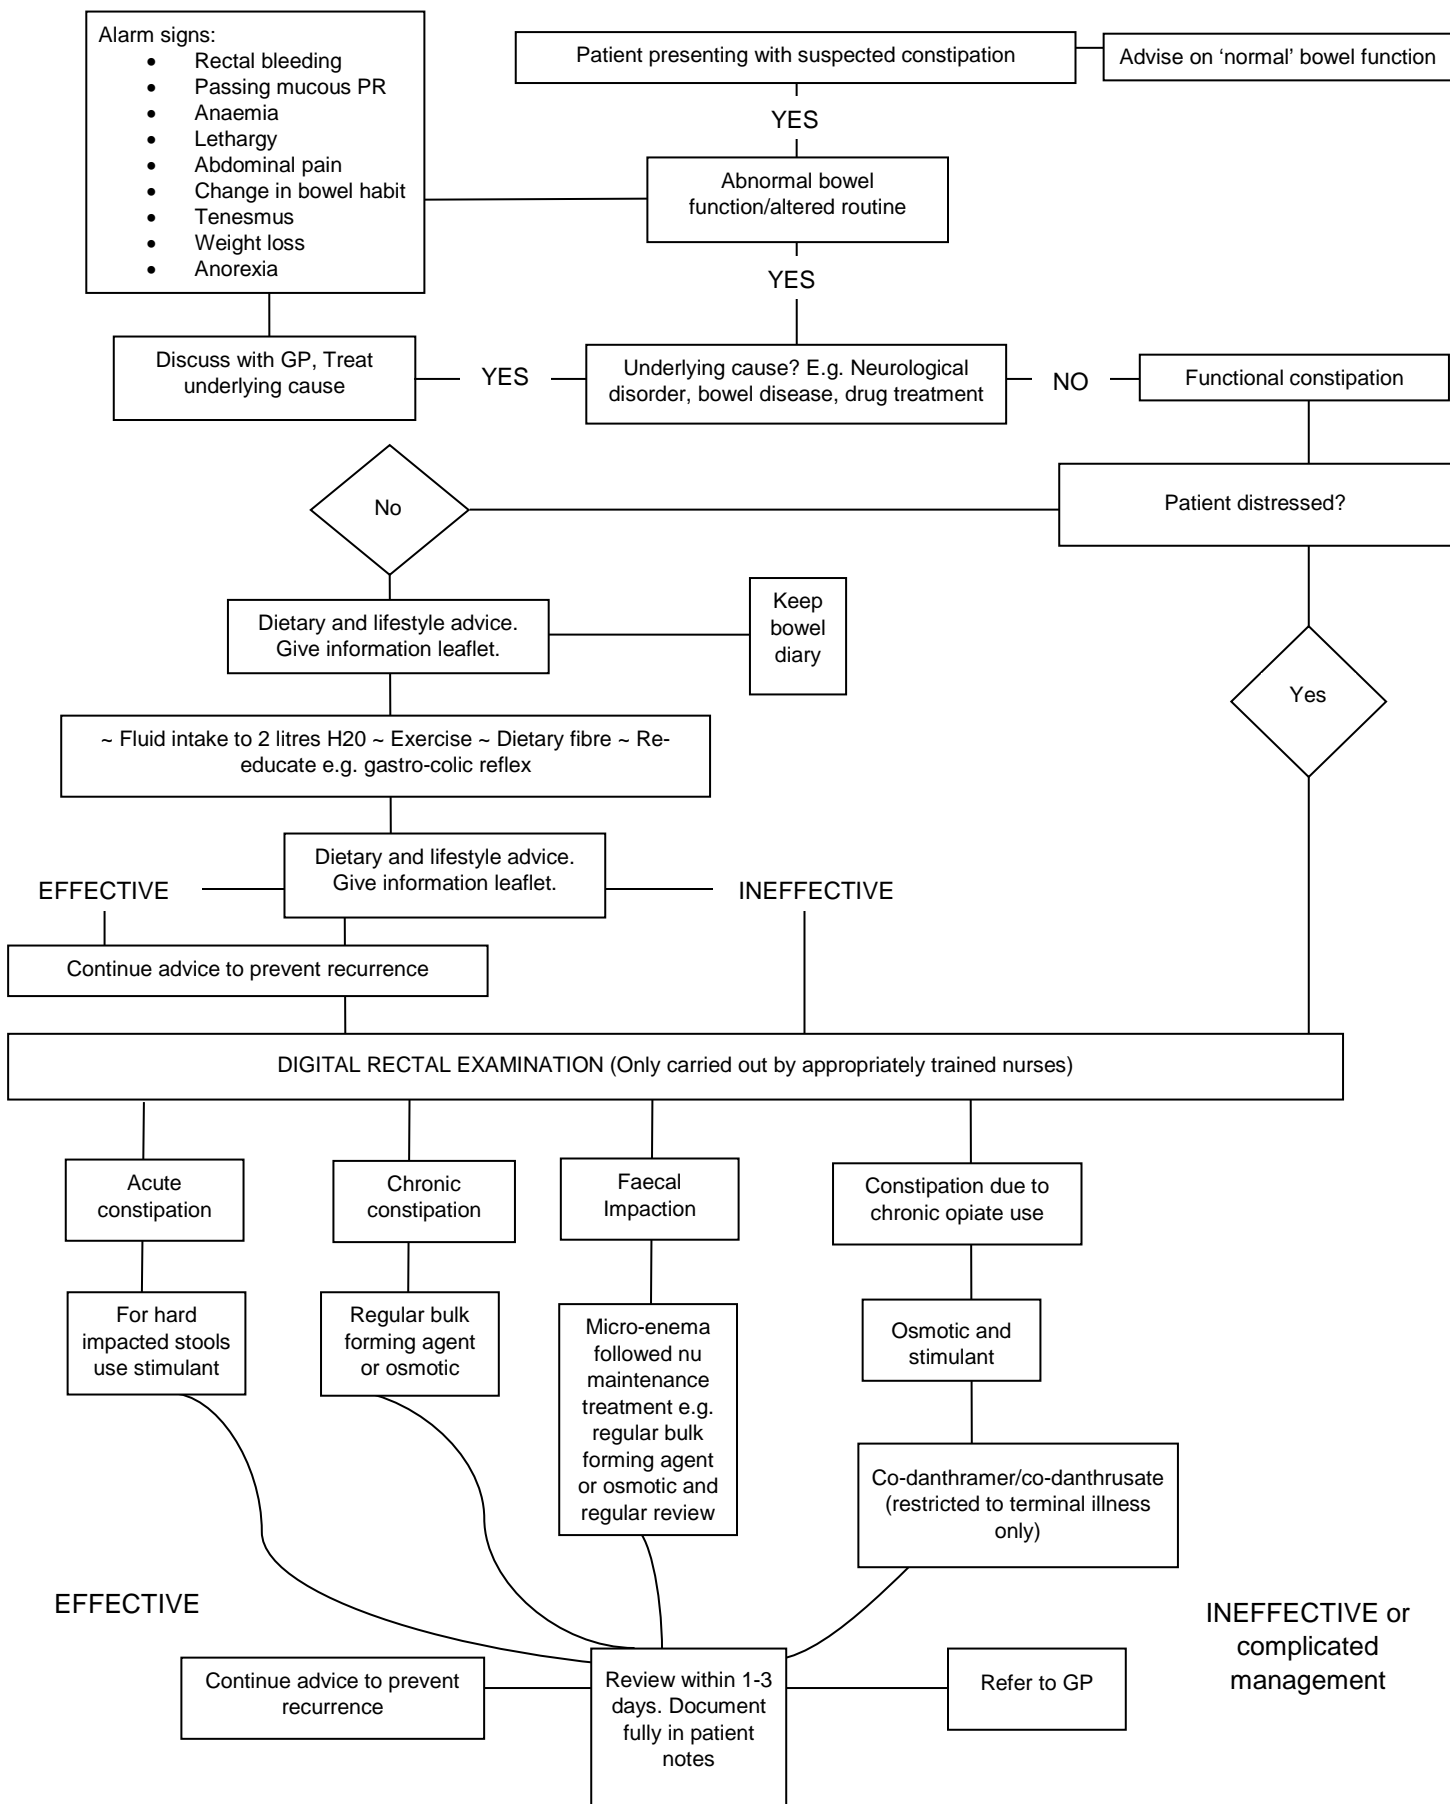 Alarm signs:
• Rectal bleeding
• Passing mucous PR
• Anaemia
• Lethargy
• Abdominal pain
• Change in bowel habit
• Tenesmus
• Weight loss
• Anorexia
Patient presenting with suspected constipation
Advise on ‘normal’ bowel function
YES
Abnormal bowel
function/altered routine
YES
Discuss with GP, Treat
underlying cause
YES
Underlying cause? E.g. Neurological
disorder, bowel disease, drug treatment
NO
Functional constipation
No
Patient distressed?
Dietary and lifestyle advice.
Give information leaflet.
Keep
bowel
diary
Yes
~ Fluid intake to 2 litres H20 ~ Exercise ~ Dietary fibre ~ Re-
educate e.g. gastro-colic reflex
Dietary and lifestyle advice.
Give information leaflet.
EFFECTIVE
INEFFECTIVE
Continue advice to prevent recurrence
DIGITAL RECTAL EXAMINATION (Only carried out by appropriately trained nurses)
Acute
constipation
Chronic
constipation
Faecal
Impaction
Constipation due to
chronic opiate use
For hard
impacted stools
use stimulant
Regular bulk
forming agent
or osmotic
Micro-enema
followed nu
maintenance
treatment e.g.
regular bulk
forming agent
or osmotic and
regular review
Osmotic and
stimulant
Co-danthramer/co-danthrusate
(restricted to terminal illness
only)
EFFECTIVE
INEFFECTIVE or
complicated
management
Continue advice to prevent
recurrence
Review within 1-3
days. Document
fully in patient
notes
Refer to GP